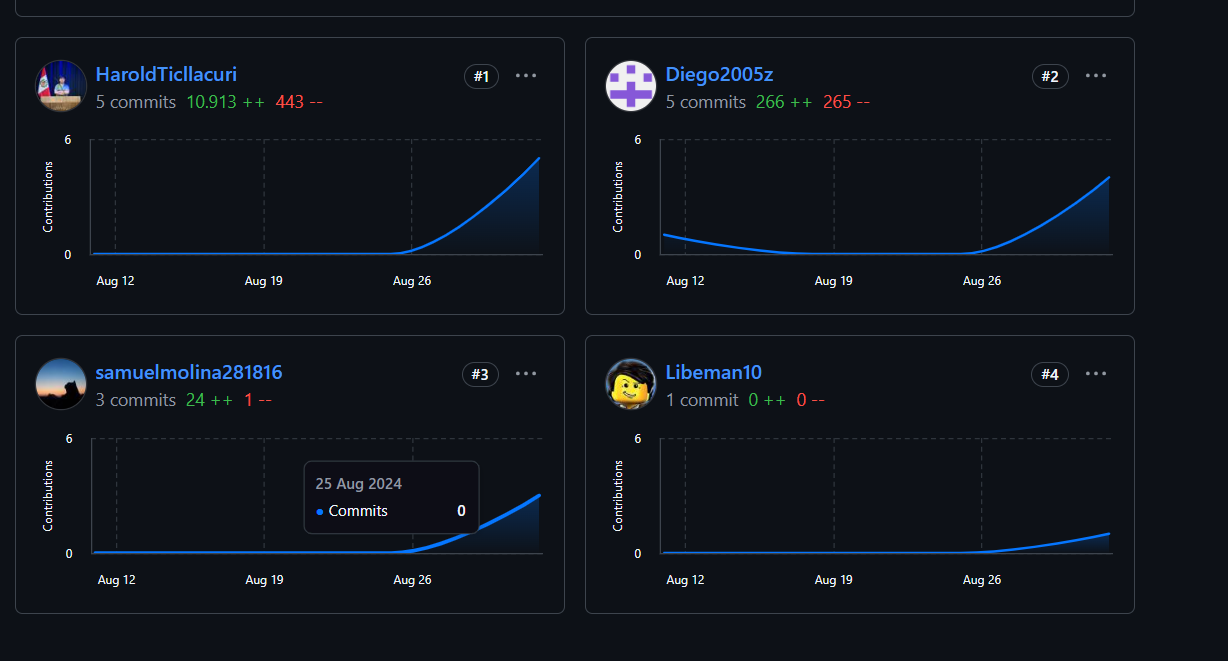 HaroldTicllacuri
#1
5 commits 10.913 ++ 443 --
6
Contributions
0
Aug 12 Aug 19 Aug 26
Diego2005z
#2
5 commits 266 ++ 265 --
6
Contributions
0
Aug 12 Aug 19 Aug 26
samuelmolina281816
#3
3 commits 24 ++ 1 --
6
Contributions
25 Aug 2024
Commits 0
0
Aug 12 Aug 19 Aug 26
Libeman10
#4
1 commit 0 ++ 0 --
6
Contributions
0
Aug 12 Aug 19 Aug 26